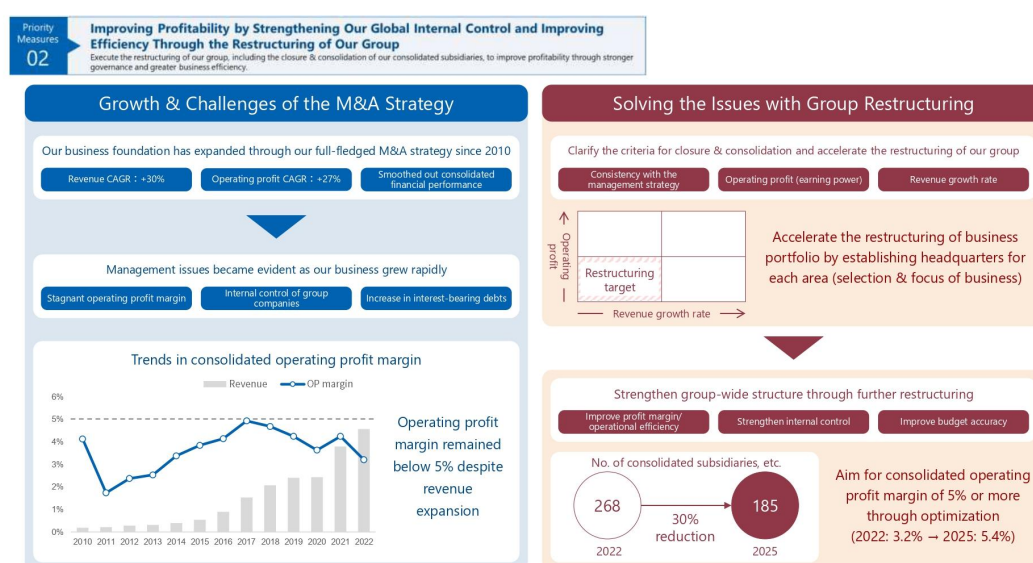 Priority
Measures
02
Improving Profitability by Strengthening Our Global Internal Control and Improving
Efficiency Through the Restructuring of Our Group
Execute the restructuring of our group, including the closure & consolidation of our consolidated subsidiaries, to improve profitability through stronger
governance and greater business efficiency.
Growth & Challenges of the M&A Strategy
Our business foundation has expanded through our full-fledged M&A strategy since 2010
Revenue CAGR：+30%
Operating profit CAGR：+27%
Smoothed out consolidated
financial performance
Management issues became evident as our business grew rapidly
Stagnant operating profit margin
Internal control of group
companies
Increase in interest-bearing debts
Trends in consolidated operating profit margin
Revenue
OP margin
6%
5%
4%
3%
2%
1%
0%
2010 2011 2012 2013 2014 2015 2016 2017 2018 2019 2020 2021 2022
Operating profit
margin remained
below 5% despite
revenue
expansion
Solving the Issues with Group Restructuring
Clarify the criteria for closure & consolidation and accelerate the restructuring of our group
Consistency with the
management strategy
Operating profit (earning power)
Revenue growth rate
Operating
profit
Restructuring
target
Revenue growth rate
Accelerate the restructuring of business
portfolio by establishing headquarters for
each area (selection & focus of business)
Strengthen group-wide structure through further restructuring
Improve profit margin/
operational efficiency
Strengthen internal control
Improve budget accuracy
No. of consolidated subsidiaries, etc.
268
30%
reduction
185
2022
2025
Aim for consolidated operating
profit margin of 5% or more
through optimization
(2022: 3.2% → 2025: 5.4%)